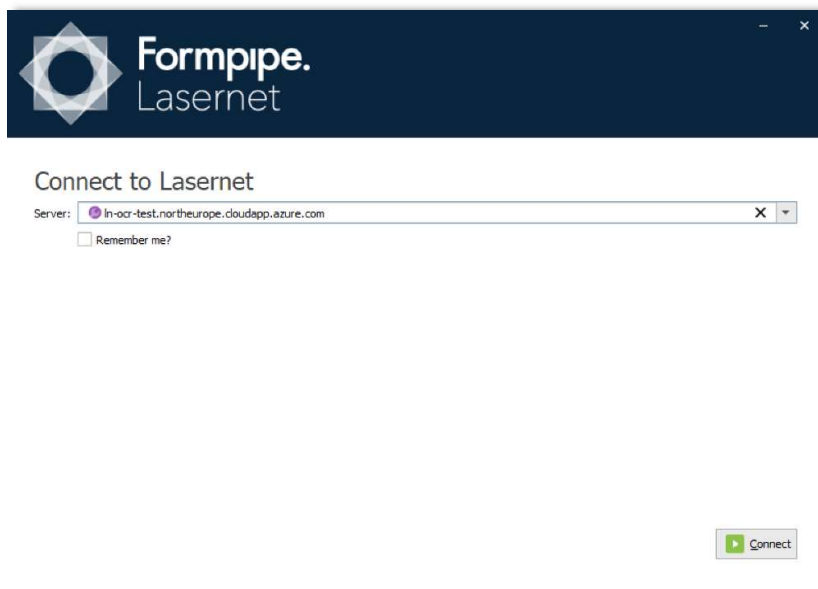 Formpipe.
Lasernet
Connect to Lasernet
Server: ln-ocr-test.northeurope.cloudapp.azure.com
Remember me?
Connect